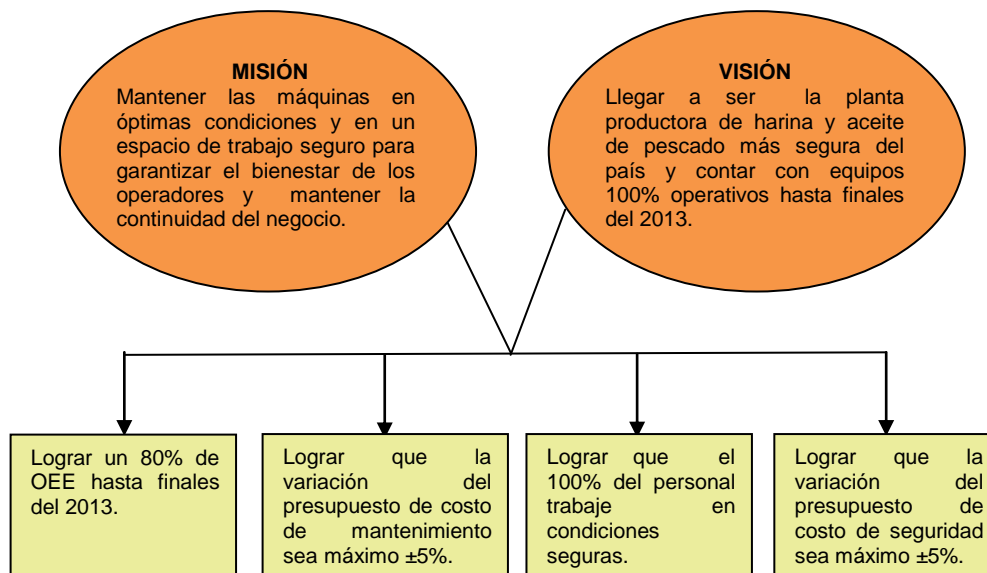 MISIÓN
Mantener las máquinas en
óptimas condiciones y en un
espacio de trabajo seguro para
garantizar el bienestar de los
operadores y mantener la
continuidad del negocio.
VISIÓN
Llegar a ser la planta
productora de harina y aceite
de pescado más segura del
país y contar con equipos
100% operativos hasta finales
del 2013.
Lograr un 80% de
OEE hasta finales
del 2013.
Lograr que la
variación del
presupuesto de costo
de mantenimiento
sea máximo ±5%.
Lograr que el
100% del personal
trabaje en
condiciones
seguras.
Lograr que la
variación del
presupuesto de
costo de seguridad
sea máximo ±5%.